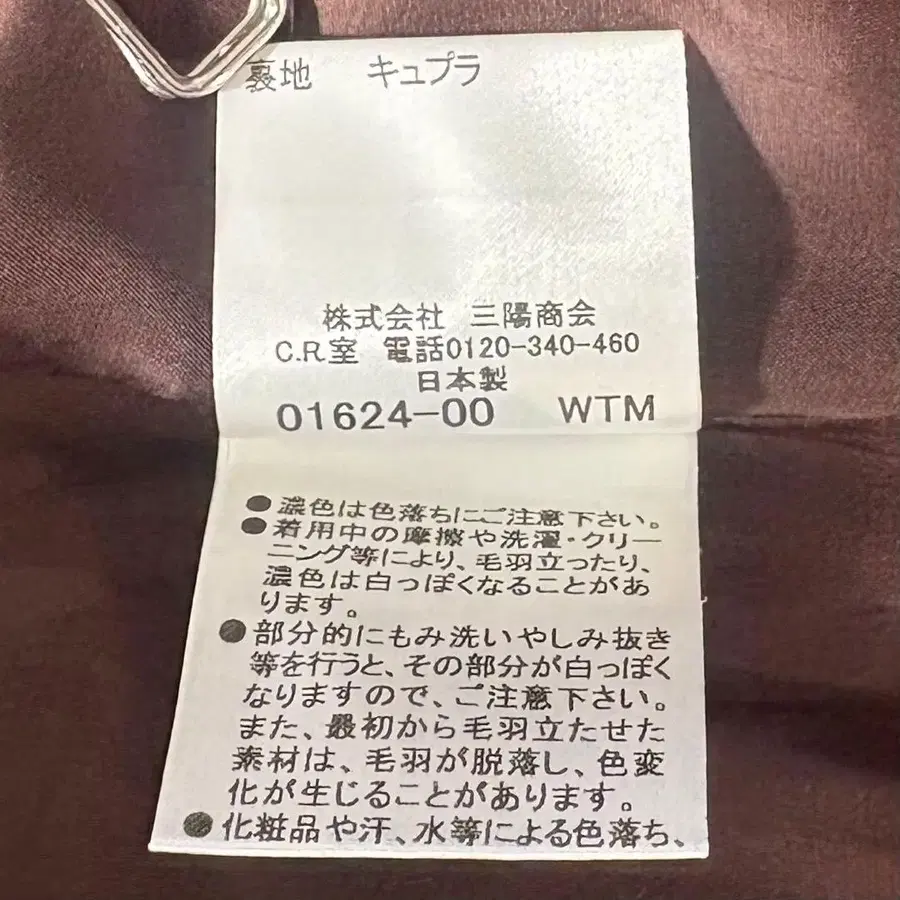 裏地 キュプラ
株式会社 三陽商会
C.R.室 電話0120-340-460
日本製
01624-00 WTM
●濃色は色落ちにご注意下さい。
●着用中の摩擦や洗濯・クリー
ニング等により、毛羽立ったり、
濃色は白っぽくなることがあ
ります。
●部分的にもみ洗いやしみ抜き
等を行うと、その部分が白っぽく
なりますので、ご注意下さい。
また、最初から毛羽立たせた
素材は、毛羽が脱落し、色変
化が生じることがあります。
●化粧品や汗、水等による色落ち、